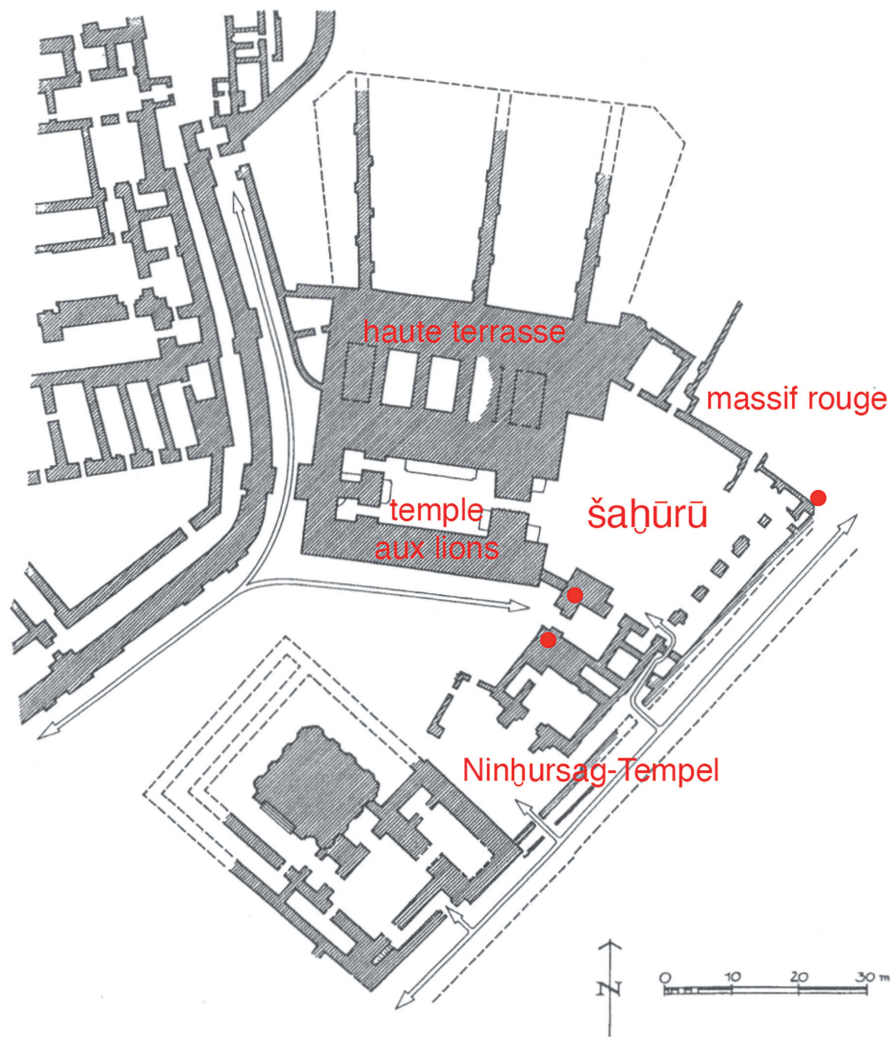 haute terrasse
massif rouge
temple
aux lions
šaḫūrū
Ninḫursag-Tempel
N
0 10 20 30 m